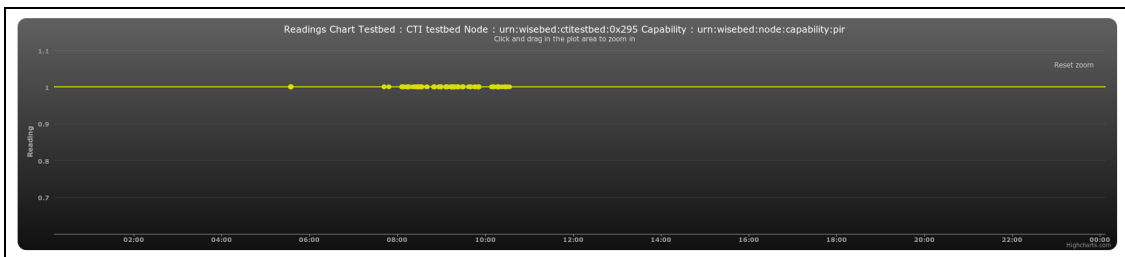 Readings Chart Testbed : CTI testbed Node : urn:wisebed:ctitestbed:0x295 Capability : urn:wisebed:node:capability:pir
Click and drag in the plot area to zoom in
Reset zoom
Reading
1.1
1
0.9
0.8
0.7
02:00 04:00 06:00 08:00 10:00 12:00 14:00 16:00 18:00 20:00 22:00 00:00
Highcharts.com